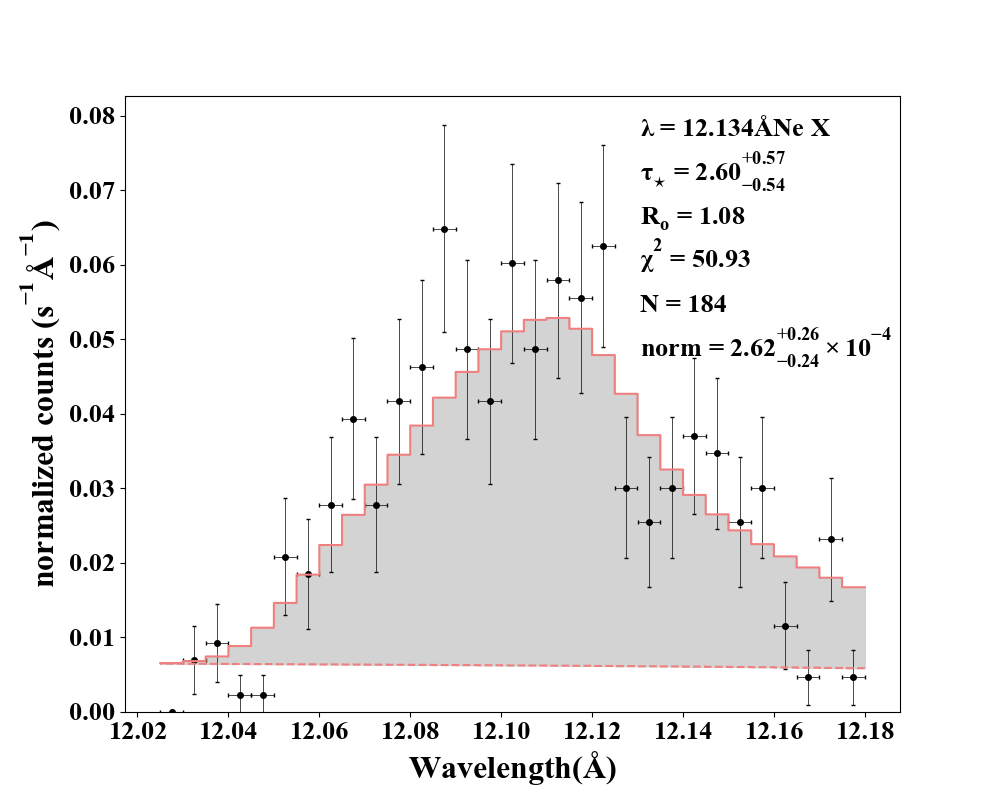 0.08
0.07
0.06
0.05
0.04
0.03
0.02
0.01
0.00
normalized counts (s⁻¹ Å⁻¹)
λ = 12.134ÅNe X
τ⋆ = 2.60 +0.57 −0.54
Rₒ = 1.08
χ² = 50.93
N = 184
norm = 2.62 +0.26 −0.24 × 10⁻⁴
12.02 12.04 12.06 12.08 12.10 12.12 12.14 12.16 12.18
Wavelength(Å)